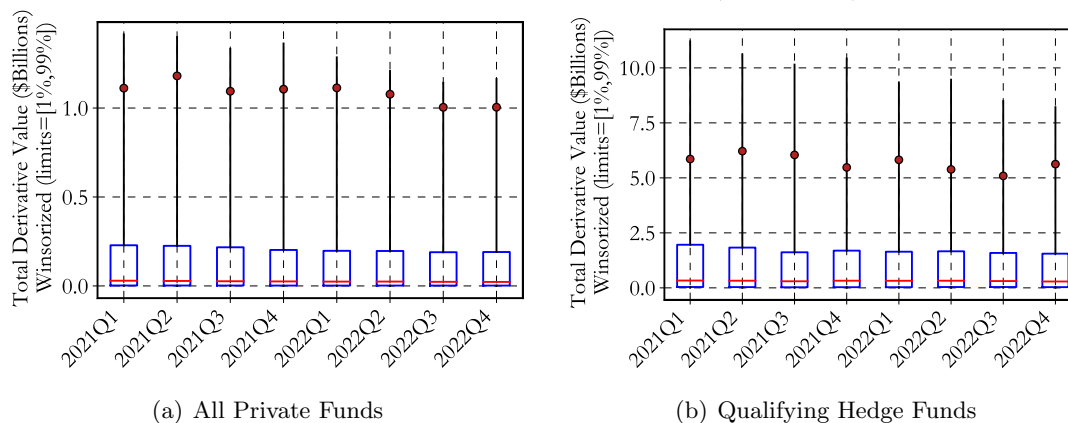 Total Derivative Value ($Billions)
Winsorized (limits=[1%,99%])
1.0
0.5
0.0
2021Q1
2021Q2
2021Q3
2021Q4
2022Q1
2022Q2
2022Q3
2022Q4
(a) All Private Funds
Total Derivative Value ($Billions)
Winsorized (limits=[1%,99%])
10.0
7.5
5.0
2.5
0.0
2021Q1
2021Q2
2021Q3
2021Q4
2022Q1
2022Q2
2022Q3
2022Q4
(b) Qualifying Hedge Funds